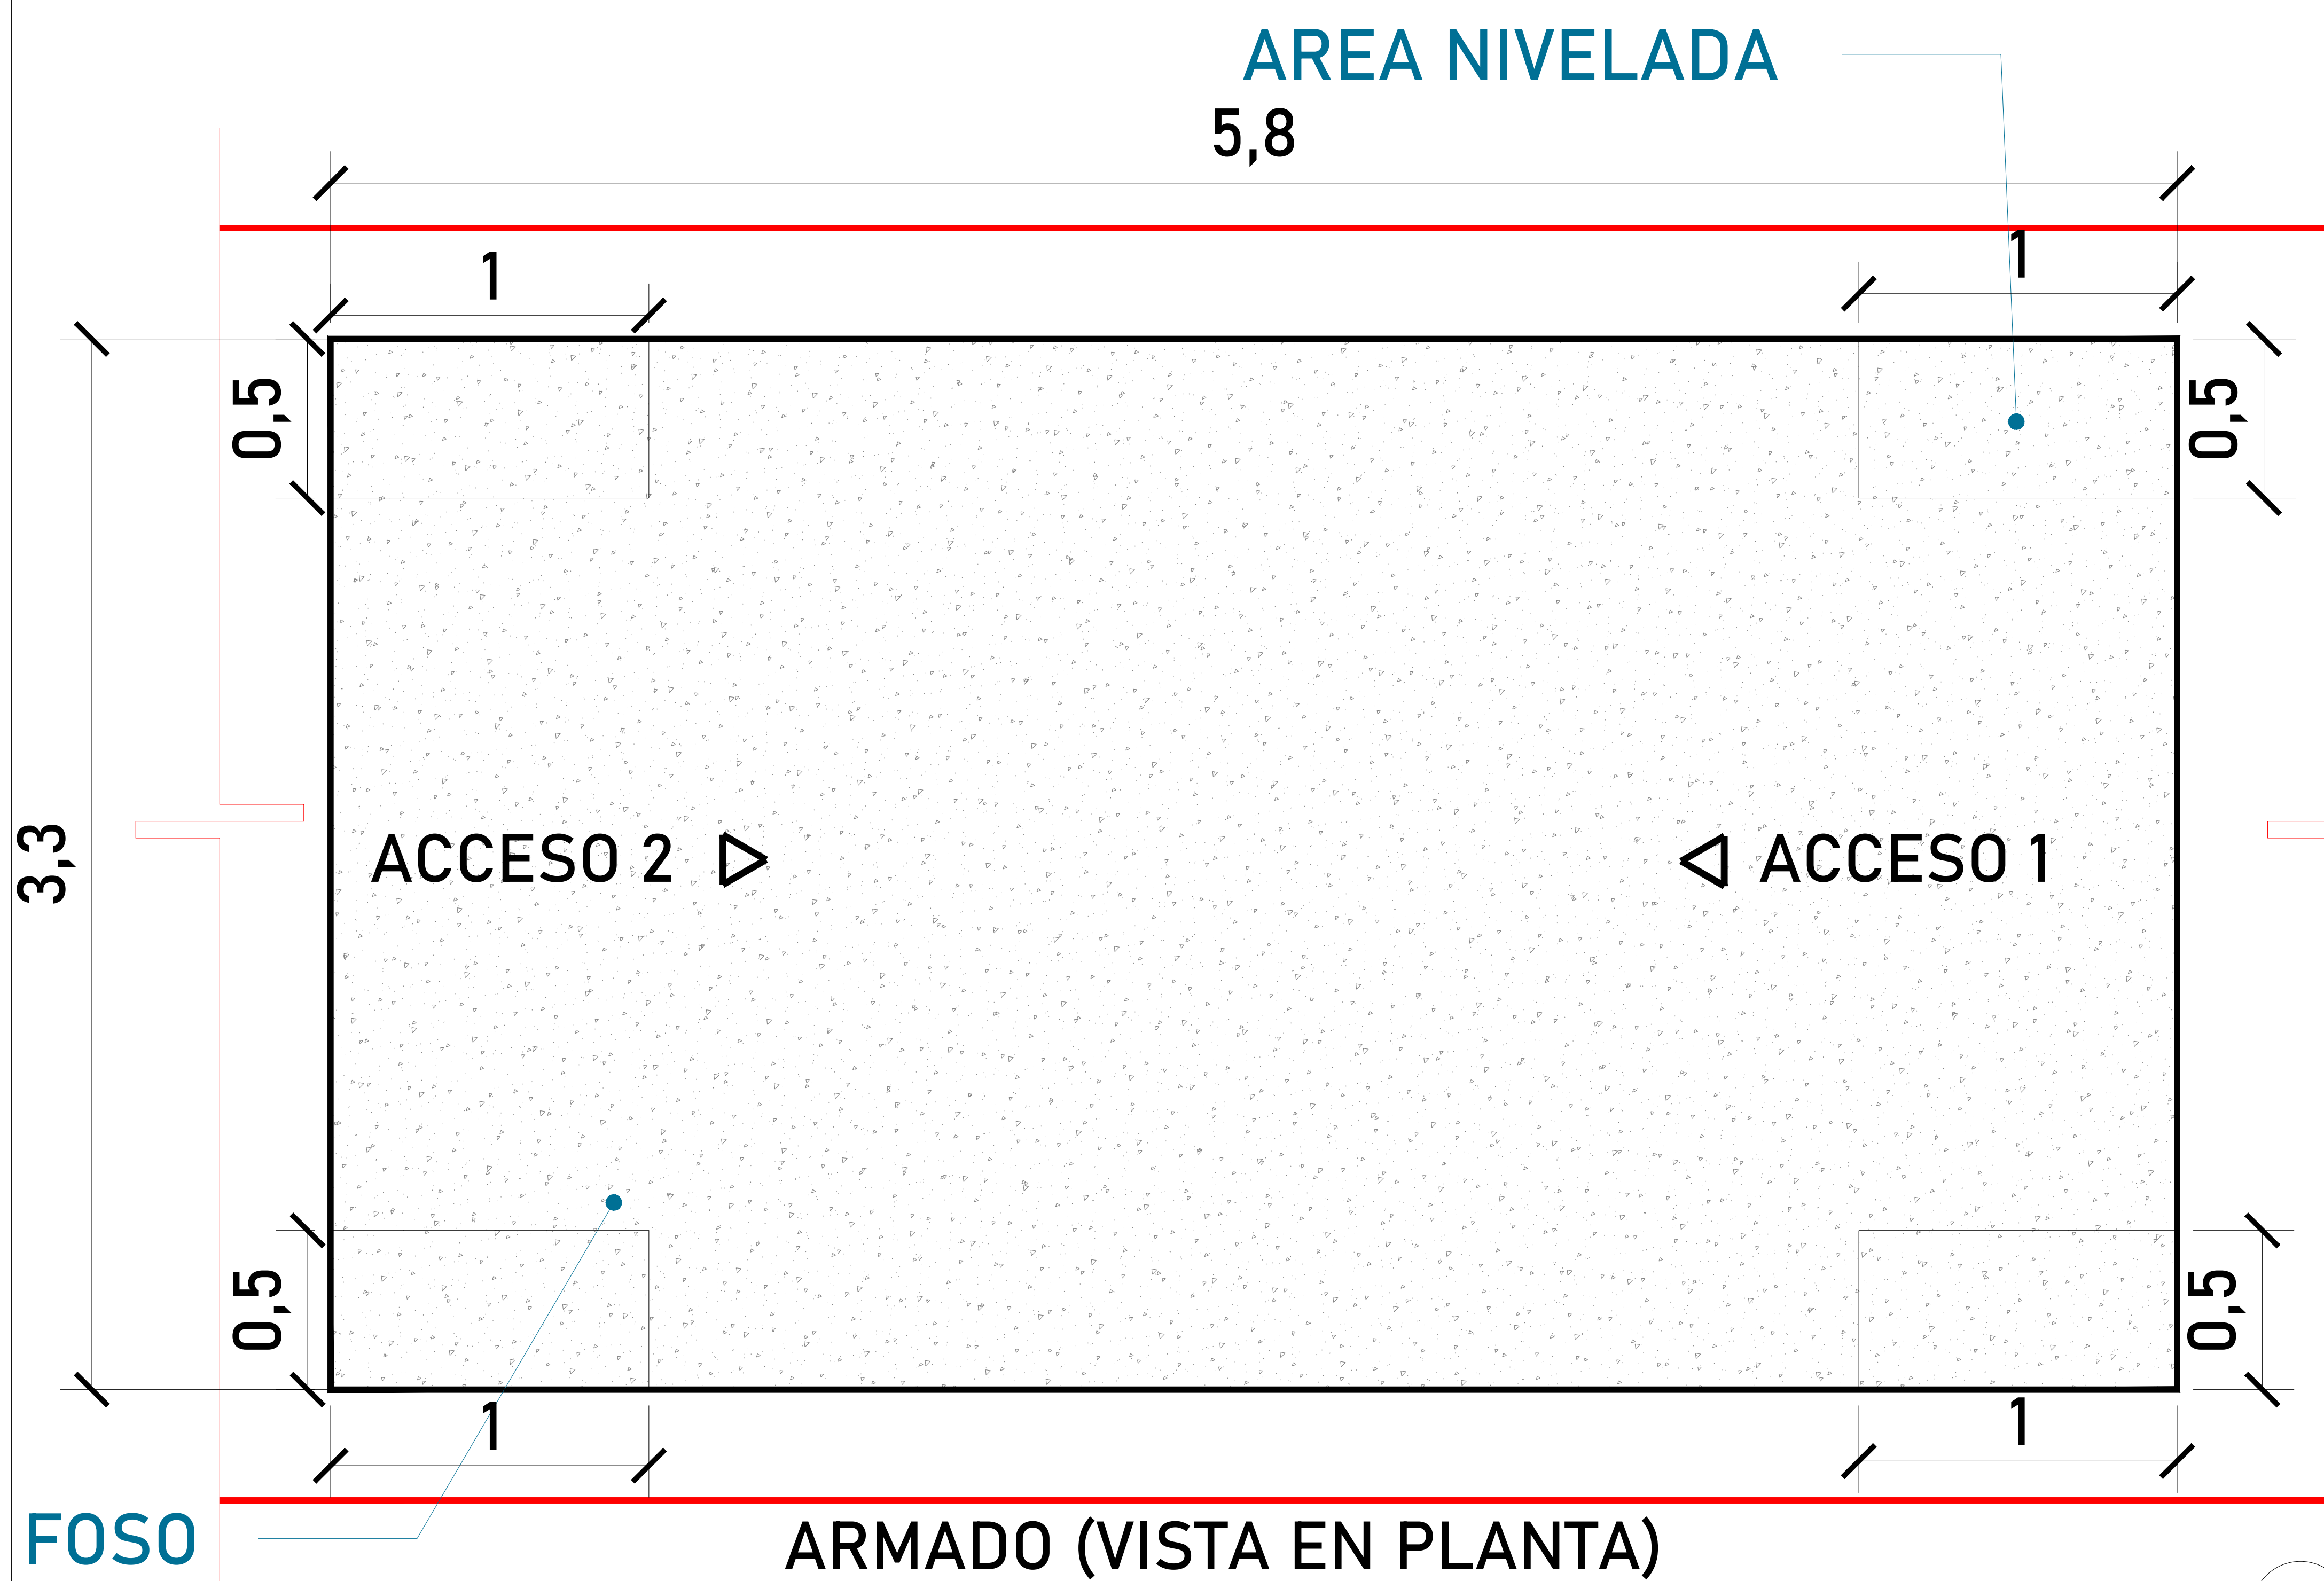 AREA NIVELADA
5,8
1
1
0,5
0,5
3,3
ACCESO 2
ACCESO 1
0,5
0,5
1
1
FOSO
ARMADO (VISTA EN PLANTA)